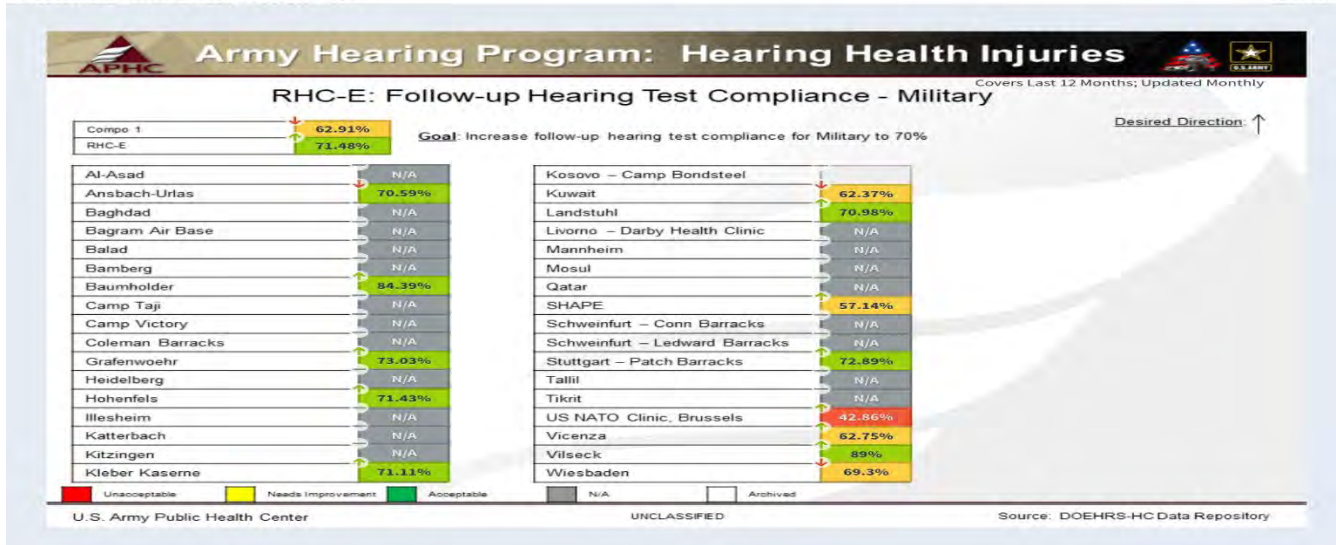 APHC
Army Hearing Program: Hearing Health Injuries
U.S.ARMY
Covers Last 12 Months; Updated Monthly
RHC-E: Follow-up Hearing Test Compliance - Military
Desired Direction:
Compo 1 62.91%
RHC-E 71.48%
Goal: Increase follow-up hearing test compliance for Military to 70%
Al-Asad N/A
Ansbach-Urlas 70.59%
Baghdad N/A
Bagram Air Base N/A
Balad N/A
Bamberg N/A
Baumholder 84.39%
Camp Taji N/A
Camp Victory N/A
Coleman Barracks N/A
Grafenwoehr 73.03%
Heidelberg N/A
Hohenfels 71.43%
Illesheim N/A
Katterbach N/A
Kitzingen N/A
Kleber Kaserne 71.11%
Kosovo – Camp Bondsteel
Kuwait 62.37%
Landstuhl 70.98%
Livorno – Darby Health Clinic N/A
Mannheim N/A
Mosul N/A
Qatar N/A
SHAPE 57.14%
Schweinfurt – Conn Barracks N/A
Schweinfurt – Ledward Barracks N/A
Stuttgart – Patch Barracks 72.89%
Tallil N/A
Tikrit N/A
US NATO Clinic, Brussels 42.86%
Vicenza 62.75%
Vilseck 89%
Wiesbaden 69.3%
Unacceptable Needs Improvement Acceptable N/A Archived
U.S. Army Public Health Center UNCLASSIFIED Source: DOEHRS-HC Data Repository